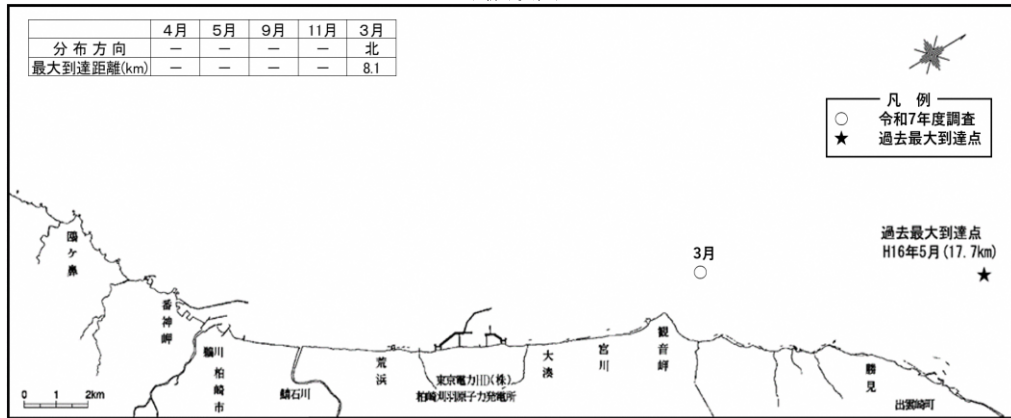 4月 5月 9月 11月 3月
分布方向 － － － － 北
最大到達距離(km) － － － － 8.1
凡 例
○ 令和7年度調査
★ 過去最大到達点
過去最大到達点
H16年5月(17.7km)
3月
鴎ケ鼻
番神岬
鵜川
柏崎市
鯖石川
荒浜
東京電力HD(株)
柏崎刈羽原子力発電所
大湊
宮川
観音岬
勝見
出雲崎町
0 1 2km